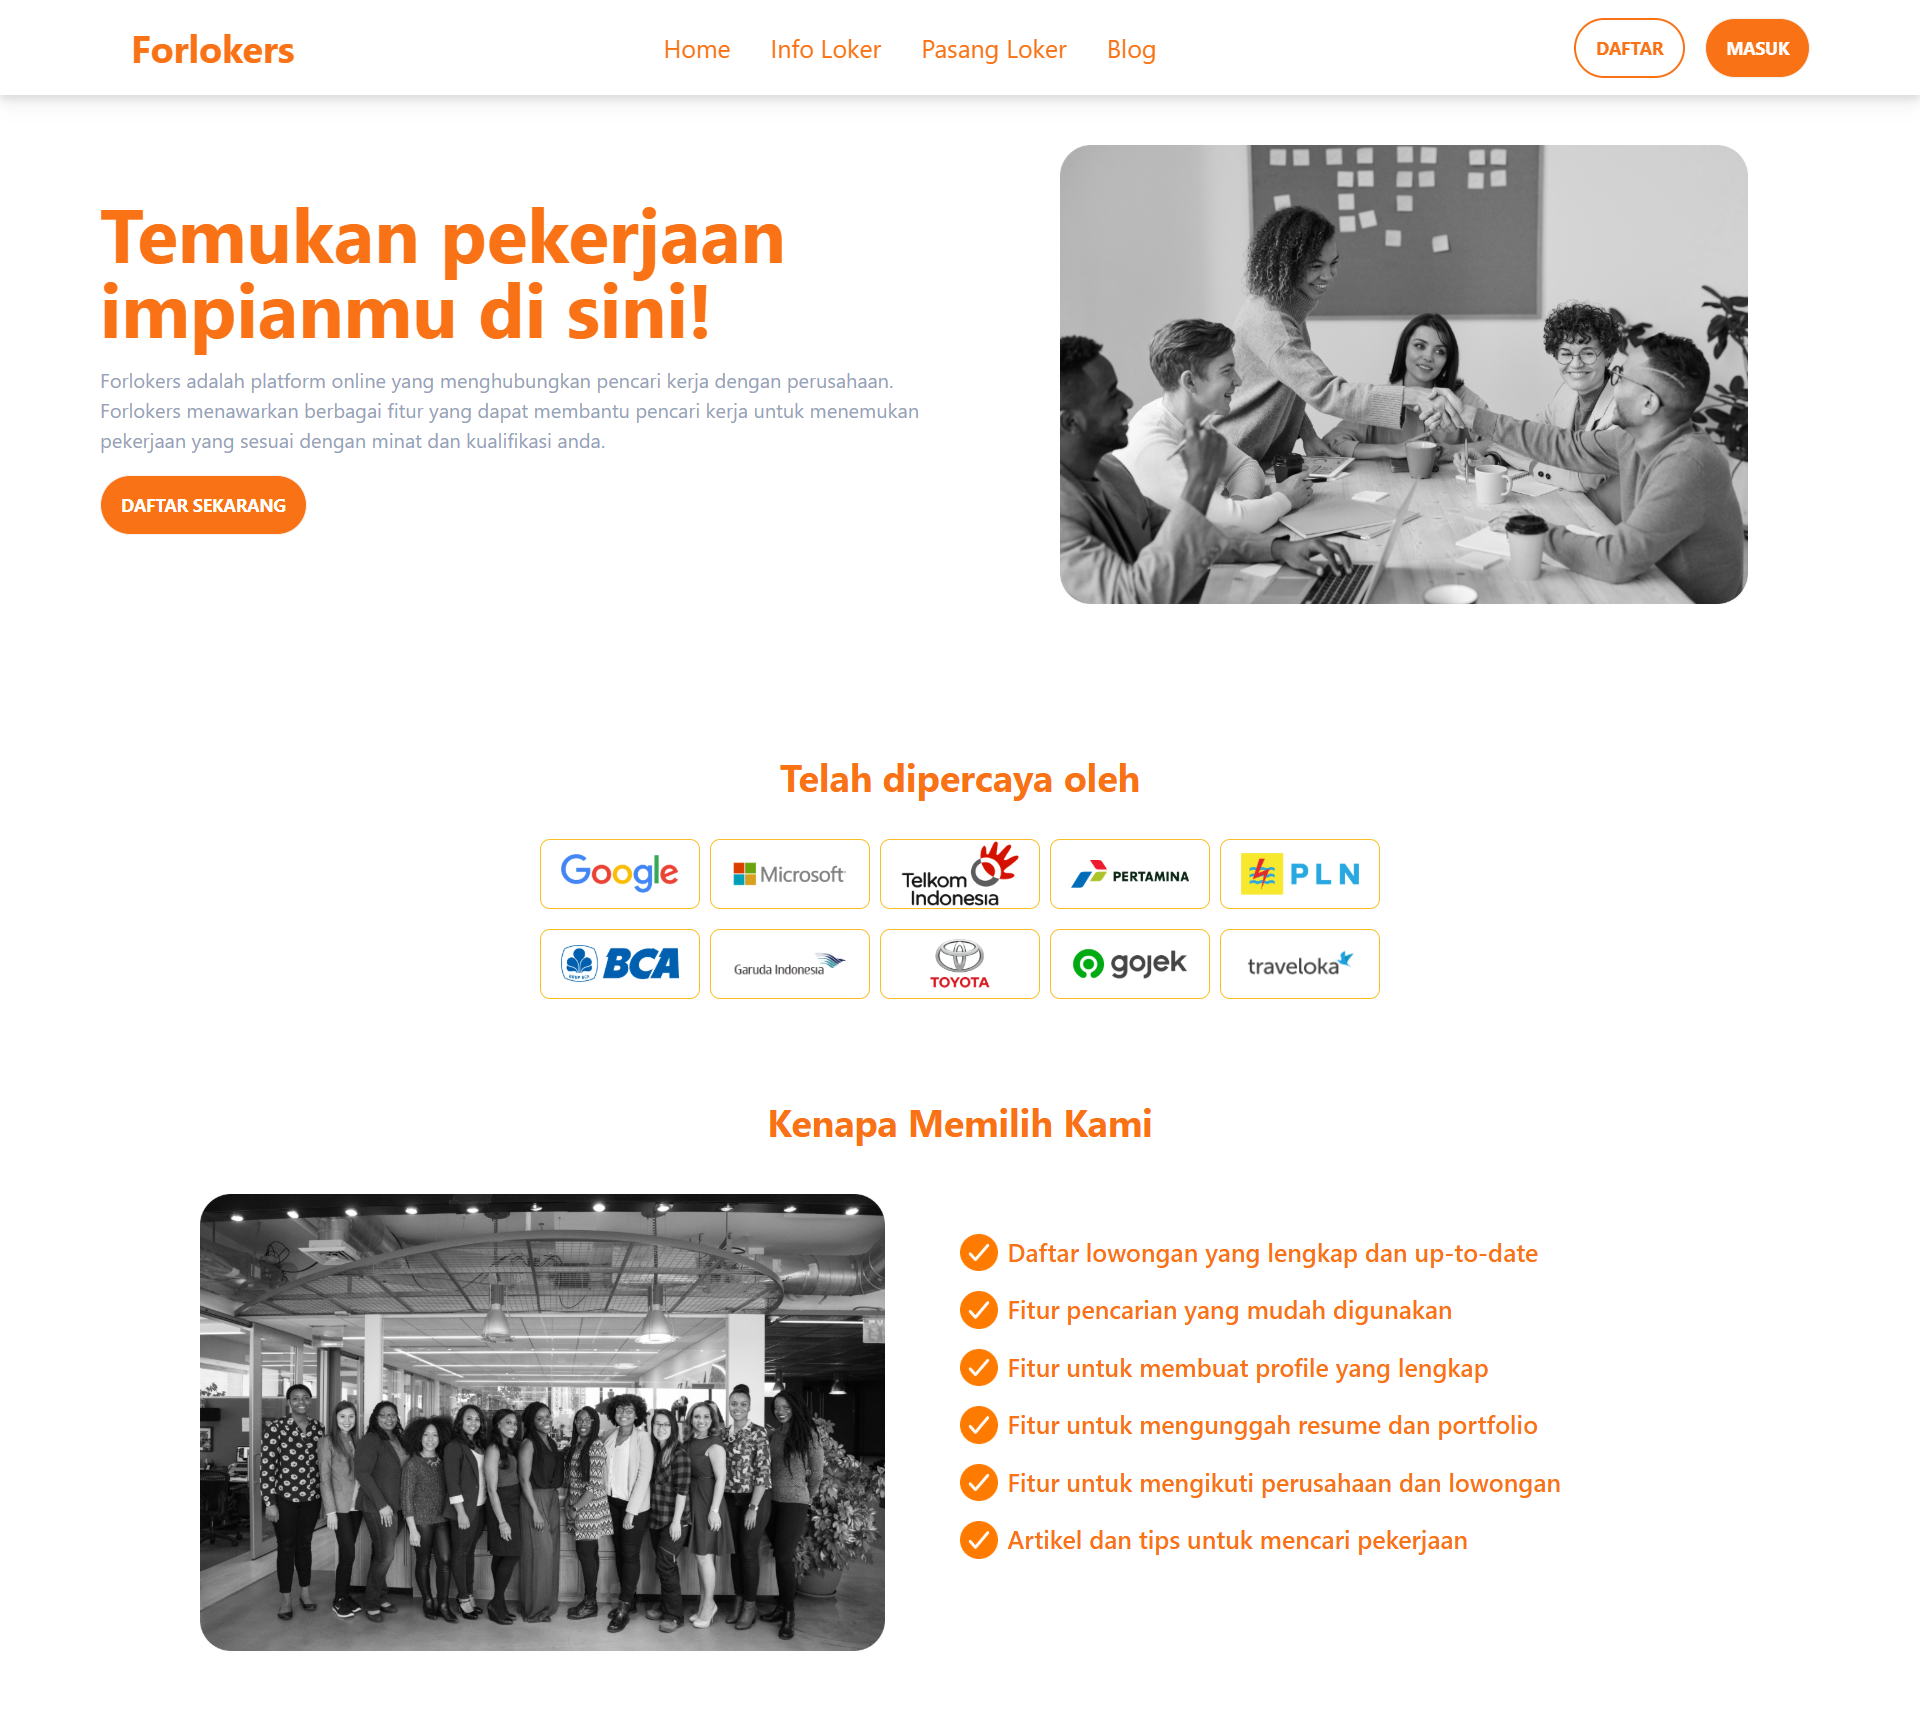 Forlokers
Home
Info Loker
Pasang Loker
Blog
DAFTAR
MASUK
Temukan pekerjaan
impianmu di sini!
Forlokers adalah platform online yang menghubungkan pencari kerja dengan perusahaan.
Forlokers menawarkan berbagai fitur yang dapat membantu pencari kerja untuk menemukan
pekerjaan yang sesuai dengan minat dan kualifikasi anda.
DAFTAR SEKARANG
Telah dipercaya oleh
Google
Microsoft
Telkom
Indonesia
PERTAMINA
PLN
BCA
Garuda Indonesia
TOYOTA
gojek
traveloka
Kenapa Memilih Kami
Daftar lowongan yang lengkap dan up-to-date
Fitur pencarian yang mudah digunakan
Fitur untuk membuat profile yang lengkap
Fitur untuk mengunggah resume dan portfolio
Fitur untuk mengikuti perusahaan dan lowongan
Artikel dan tips untuk mencari pekerjaan